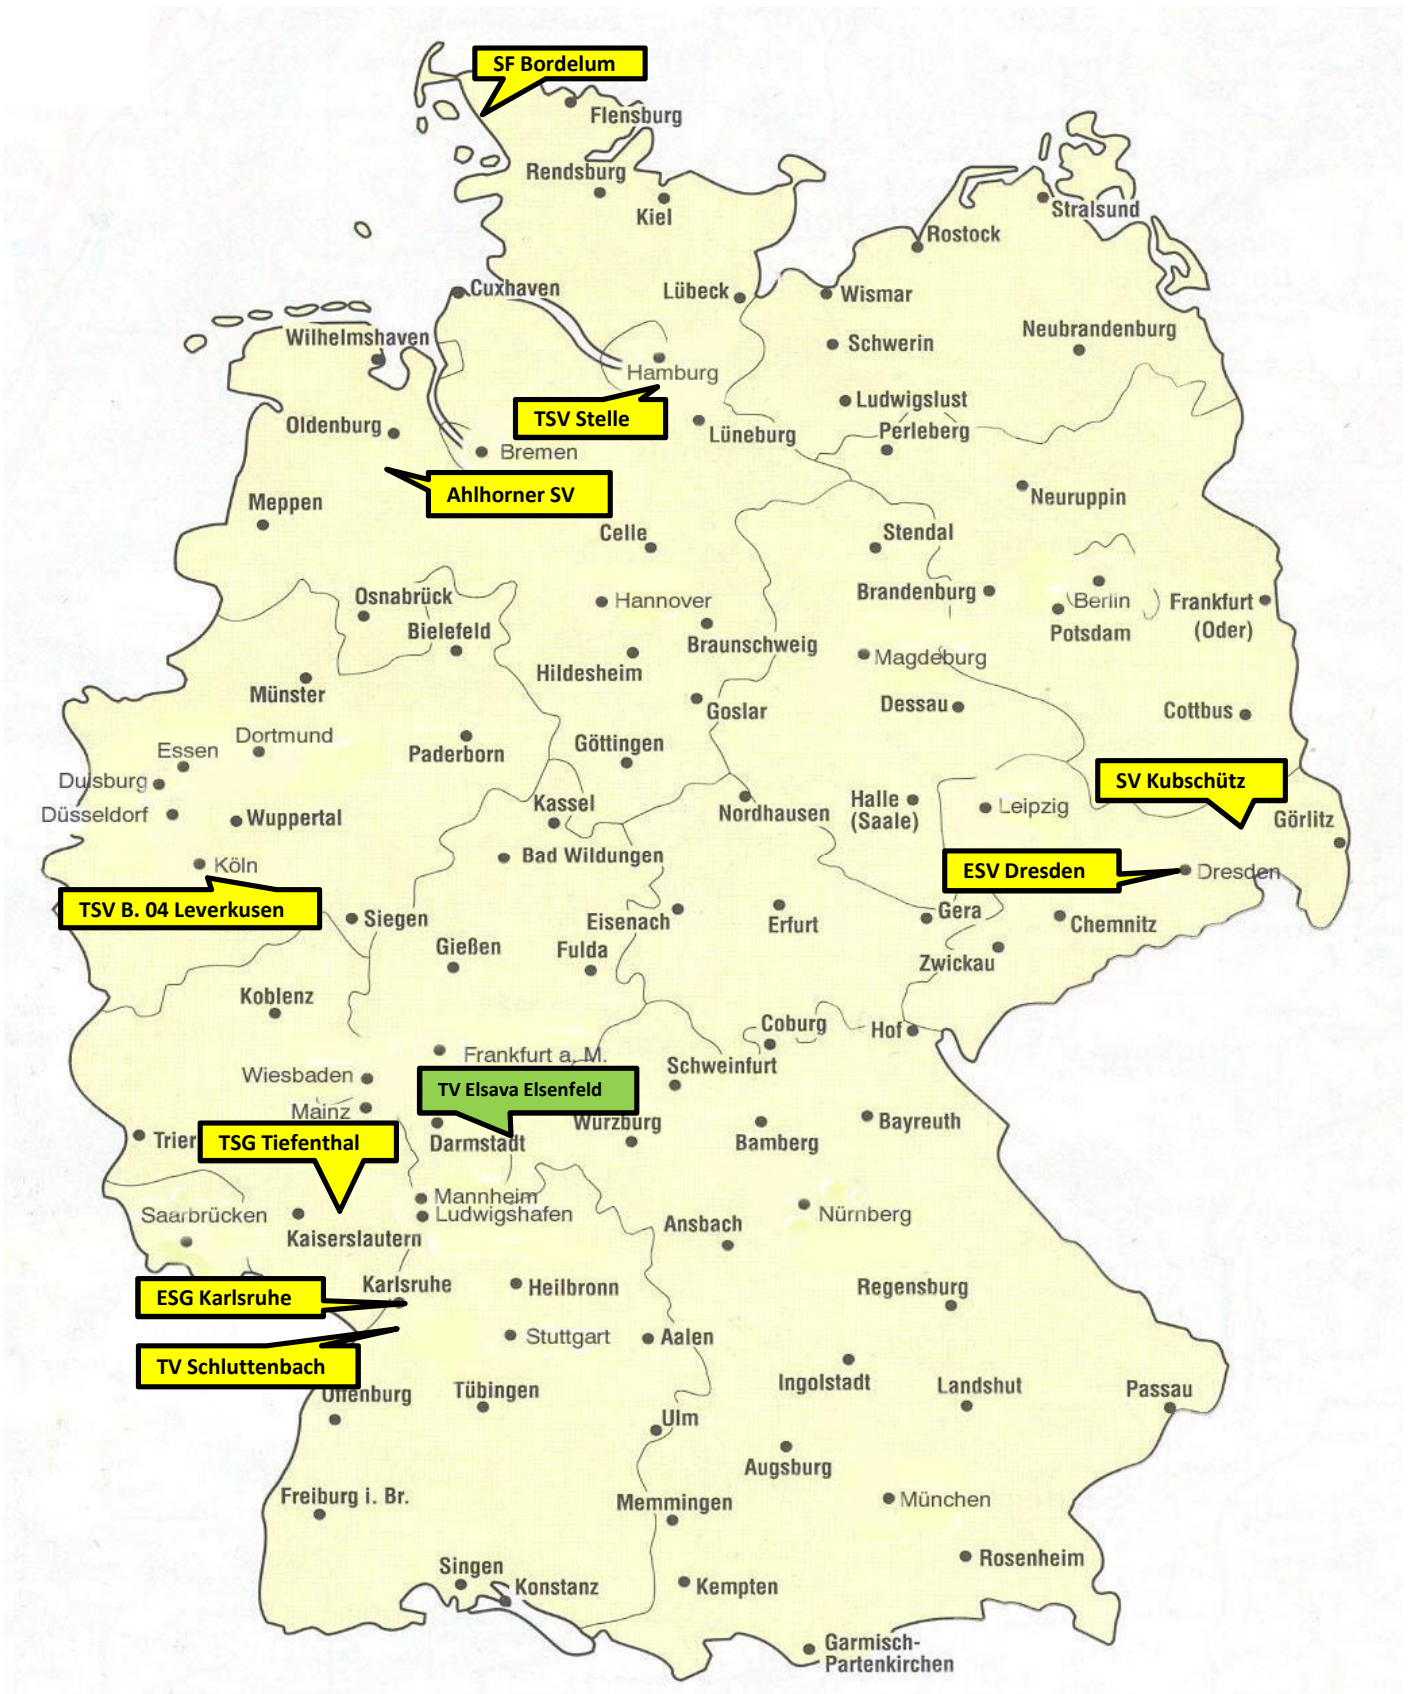 SF Bordelum
Flensburg
Rendsburg
Kiel
Stralsund
Rostock
Cuxhaven
Lübeck
Wismar
Wilhelmshaven
Schwerin
Neubrandenburg
Hamburg
TSV Stelle
Ludwigslust
Oldenburg
Lüneburg
Perleberg
Bremen
Ahlhorner SV
Meppen
Neuruppin
Celle
Stendal
Osnabrück
Hannover
Brandenburg
Berlin
Frankfurt
(Oder)
Bielefeld
Braunschweig
Potsdam
Magdeburg
Hildesheim
Münster
Goslar
Dessau
Cottbus
Dortmund
Essen
Paderborn
Göttingen
Duisburg
SV Kubschütz
Düsseldorf
Wuppertal
Kassel
Nordhausen
Halle
(Saale)
Leipzig
Görlitz
Köln
Bad Wildungen
ESV Dresden
Dresden
TSV B. 04 Leverkusen
Siegen
Eisenach
Erfurt
Gera
Chemnitz
Gießen
Fulda
Zwickau
Koblenz
Coburg
Hof
Frankfurt a. M.
Schweinfurt
Wiesbaden
TV Elsava Elsenfeld
Mainz
Würzburg
Bayreuth
Trier
TSG Tiefenthal
Darmstadt
Bamberg
Mannheim
Saarbrücken
Ludwigshafen
Ansbach
Nürnberg
Kaiserslautern
Karlsruhe
Heilbronn
Regensburg
ESG Karlsruhe
Stuttgart
Aalen
TV Schluttenbach
Offenburg
Tübingen
Ingolstadt
Landshut
Passau
Ulm
Augsburg
Freiburg i. Br.
Memmingen
München
Singen
Konstanz
Kempten
Rosenheim
Garmisch-
Partenkirchen